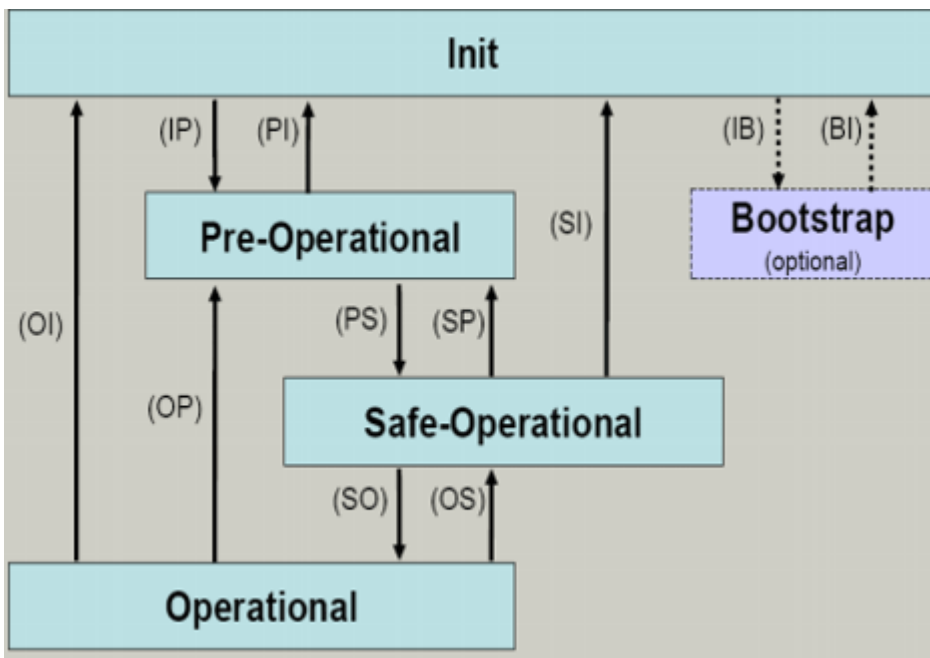 Init
(IP)
(PI)
(IB)
(BI)
Pre-Operational
(SI)
Bootstrap
(optional)
(OI)
(PS)
(SP)
(OP)
Safe-Operational
(SO)
(OS)
Operational